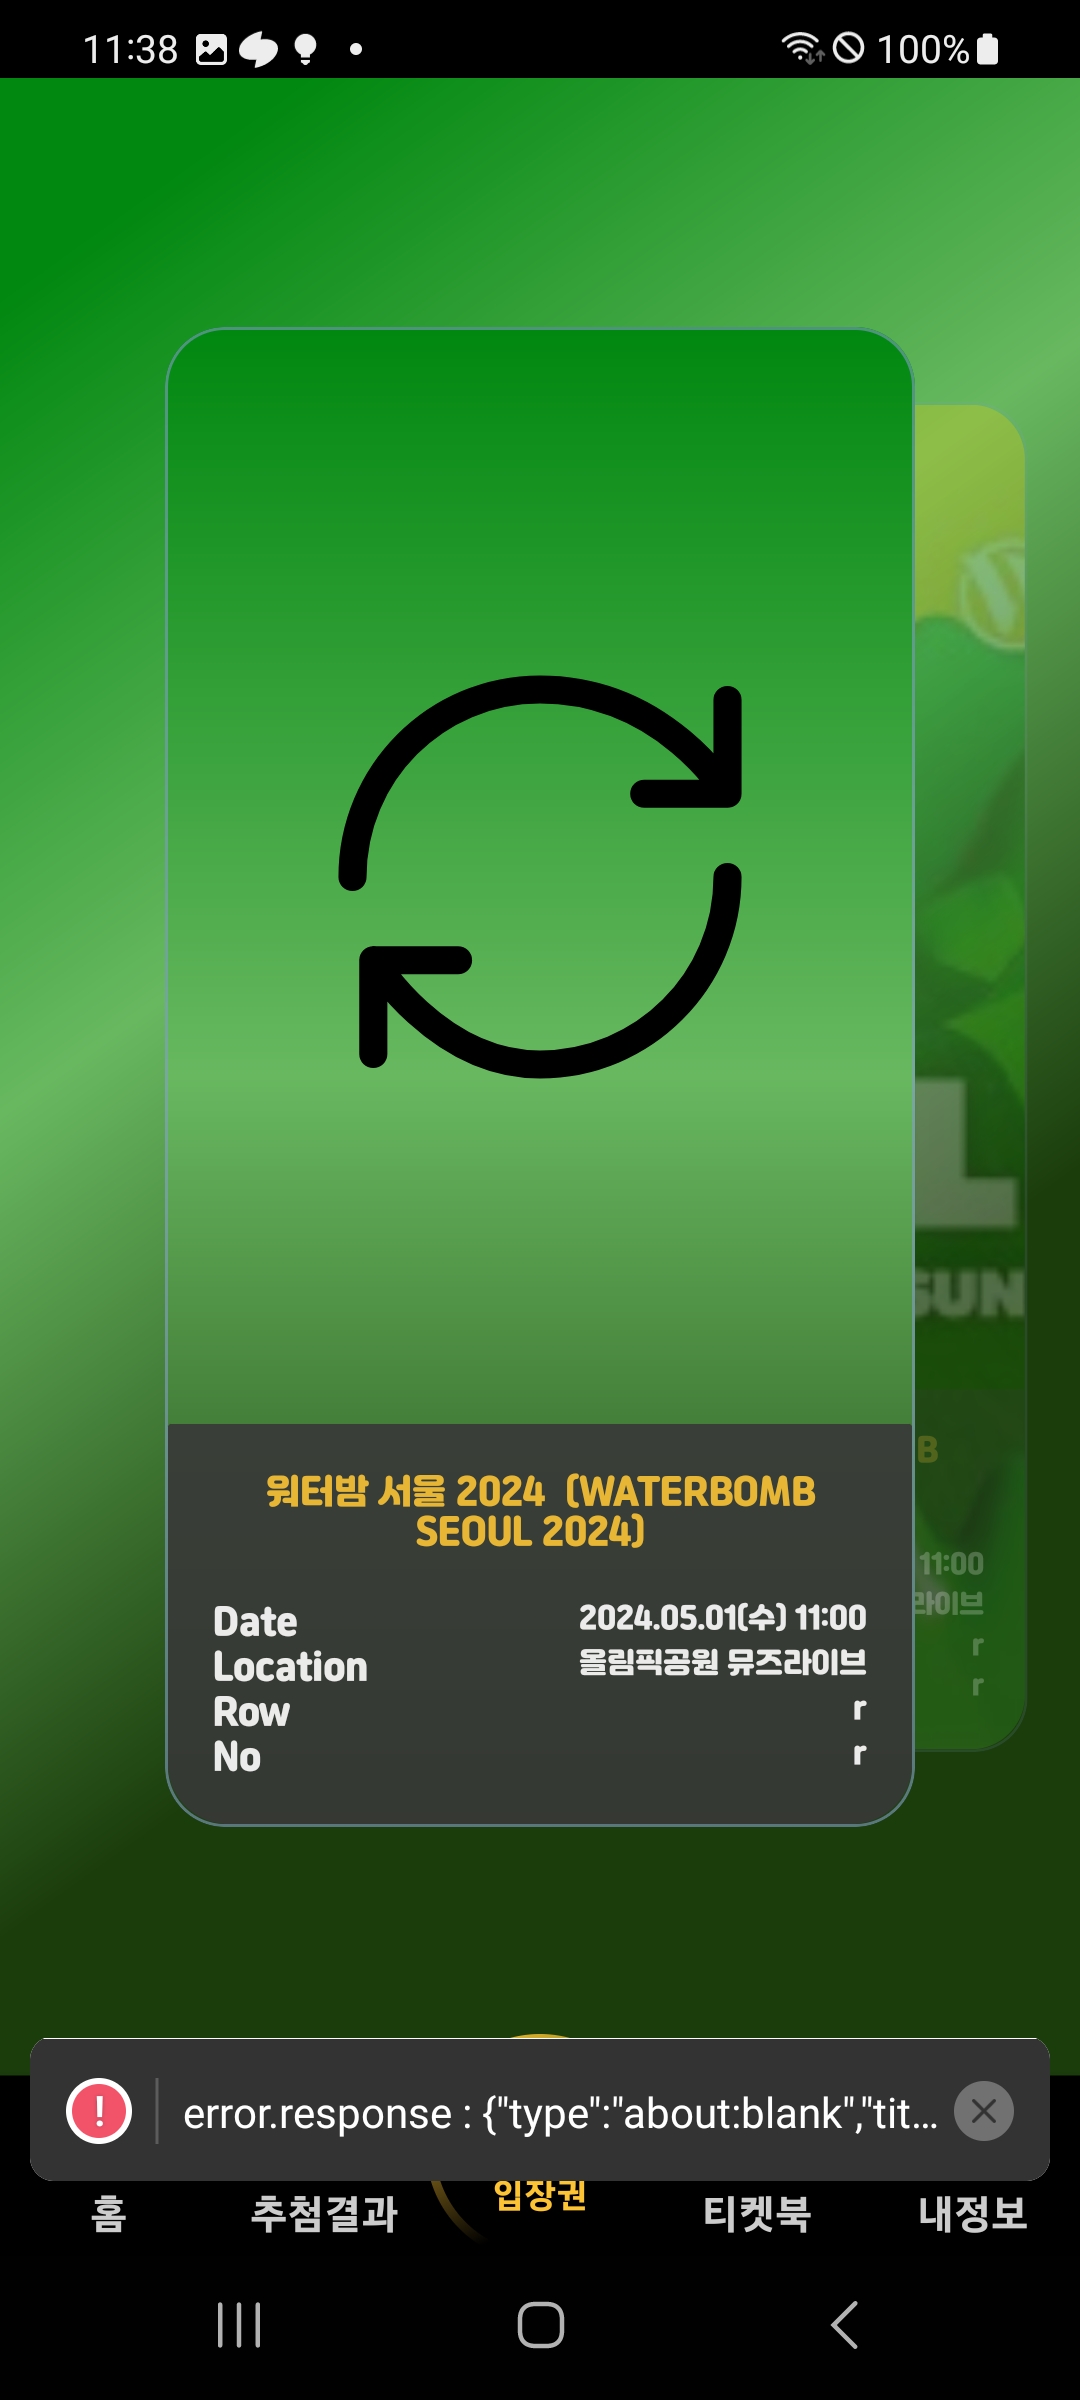 11:38
100%
워터밤 서울 2024 (WATERBOMB
SEOUL 2024)
Date 2024.05.01(수) 11:00
Location 올림픽공원 뮤즈라이브
Row r
No r
L
SUN
B
11:00
라이브
r
r
error.response : {"type":"about:blank","tit...
홈 추첨결과 입장권 티켓북 내정보